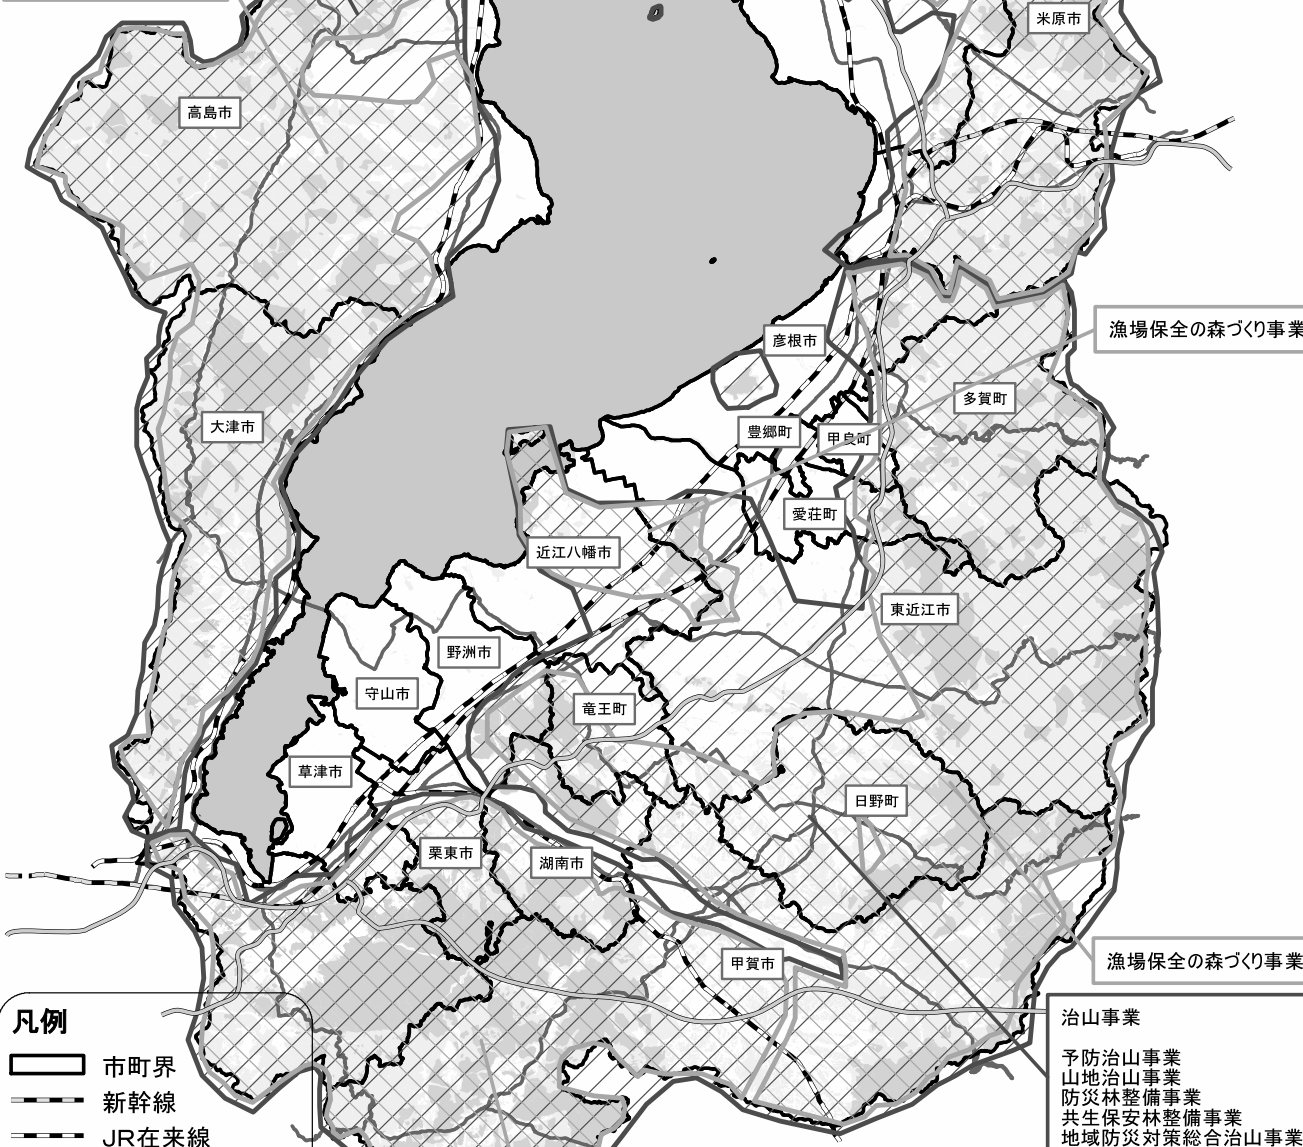 米原市
高島市
漁場保全の森づくり事業
彦根市
多賀町
大津市
豊郷町
甲良町
愛荘町
近江八幡市
東近江市
野洲市
守山市
竜王町
草津市
日野町
栗東市
湖南市
甲賀市
漁場保全の森づくり事業
治山事業
予防治山事業
山地治山事業
防災林整備事業
共生保安林整備事業
地域防災対策総合治山事業
凡例
市町界
新幹線
JR在来線